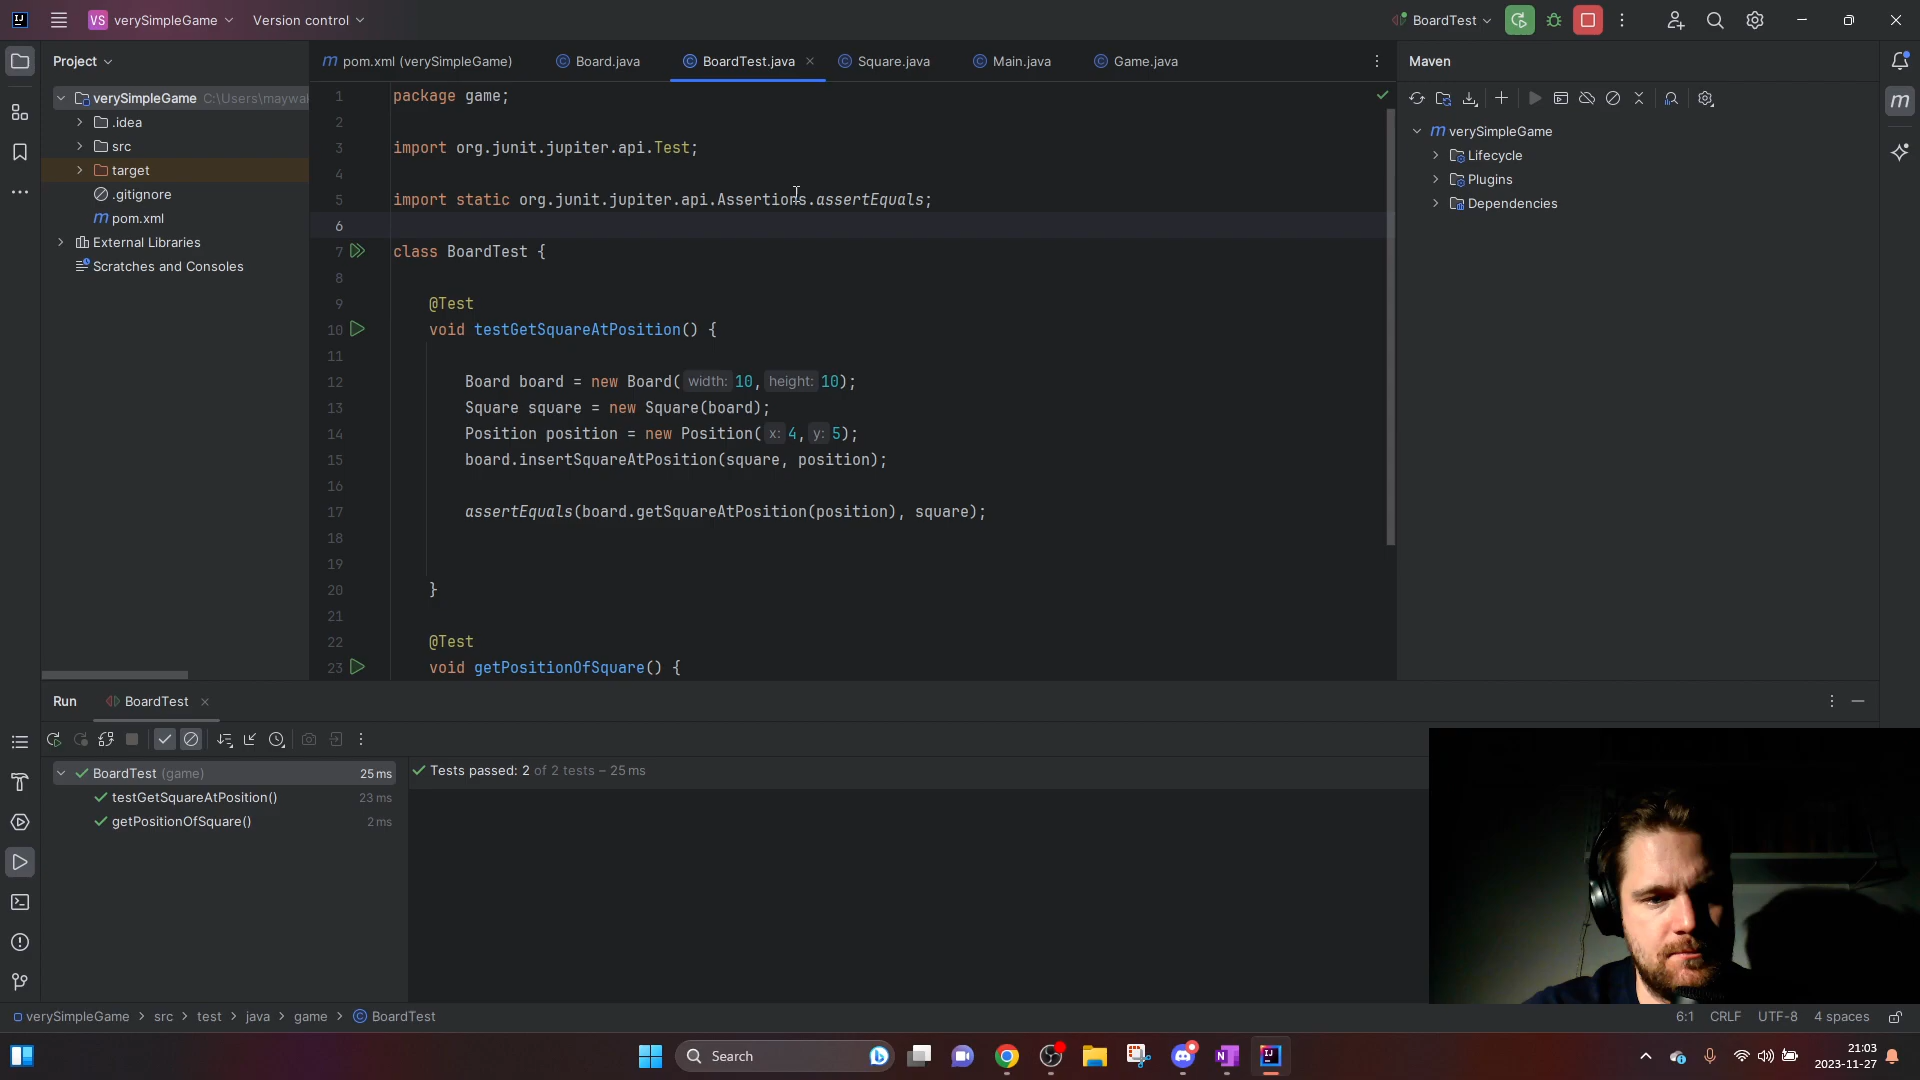 VS verySimpleGame Version control BoardTest
Project
pom.xml (verySimpleGame) Board.java BoardTest.java Square.java Main.java Game.java
Maven
verySimpleGame C:\Users\maywa
.idea
src
target
.gitignore
pom.xml
External Libraries
Scratches and Consoles
1 package game;
2
3 import org.junit.jupiter.api.Test;
4
5 import static org.junit.jupiter.api.Assertions.assertEquals;
6
7 class BoardTest {
8
9 @Test
10 void testGetSquareAtPosition() {
11
12 Board board = new Board( width: 10, height: 10);
13 Square square = new Square(board);
14 Position position = new Position( x: 4, y: 5);
15 board.insertSquareAtPosition(square, position);
16
17 assertEquals(board.getSquareAtPosition(position), square);
18
19
20 }
21
22 @Test
23 void getPositionOfSquare() {
verySimpleGame
Lifecycle
Plugins
Dependencies
Run BoardTest
BoardTest (game) 25 ms
testGetSquareAtPosition() 23 ms
getPositionOfSquare() 2 ms
Tests passed: 2 of 2 tests – 25 ms
verySimpleGame > src > test > java > game > BoardTest
6:1 CRLF UTF-8 4 spaces
Search
21:03
2023-11-27